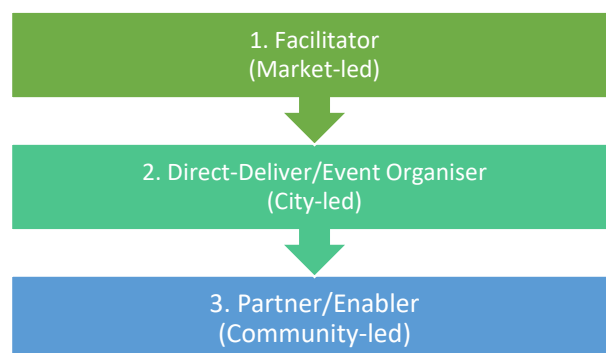 1. Facilitator
(Market-led)
2. Direct-Deliver/Event Organiser
(City-led)
3. Partner/Enabler
(Community-led)